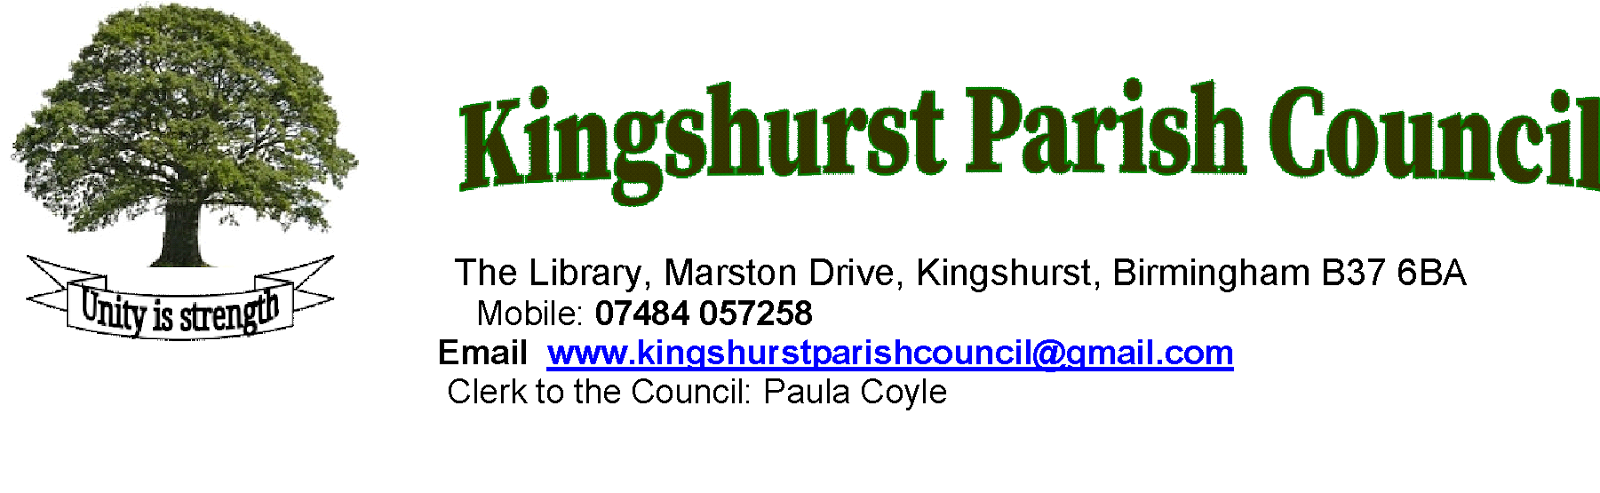 Kingshurst Parish Council
The Library, Marston Drive, Kingshurst, Birmingham B37 6BA
Mobile: 07484 057258
Email www.kingshurstparishcouncil@gmail.com
Clerk to the Council: Paula Coyle
Unity is strength